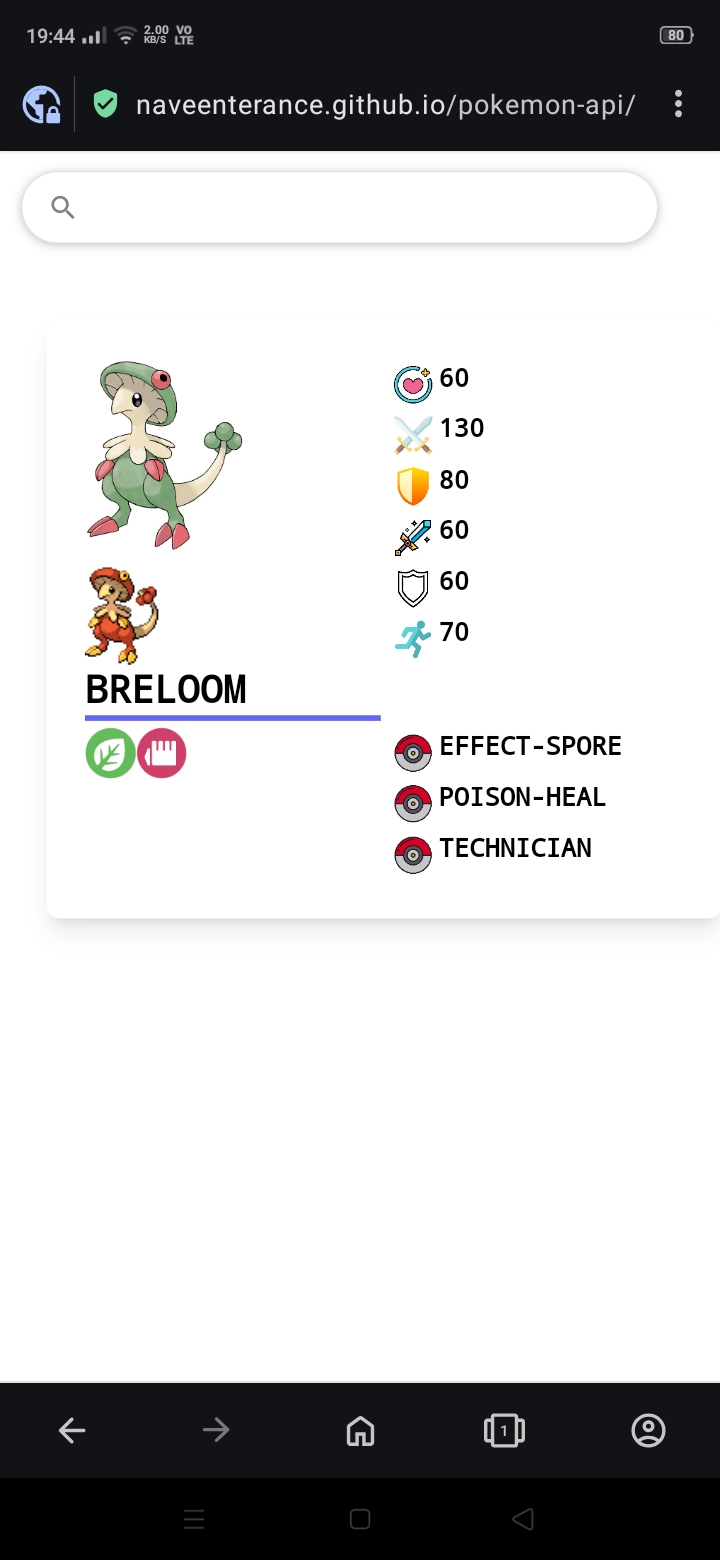 19:44 2.00 KB/S VO LTE 80
naveenterance.github.io/pokemon-api/
60
130
80
60
60
70
BRELOOM
EFFECT-SPORE
POISON-HEAL
TECHNICIAN
1